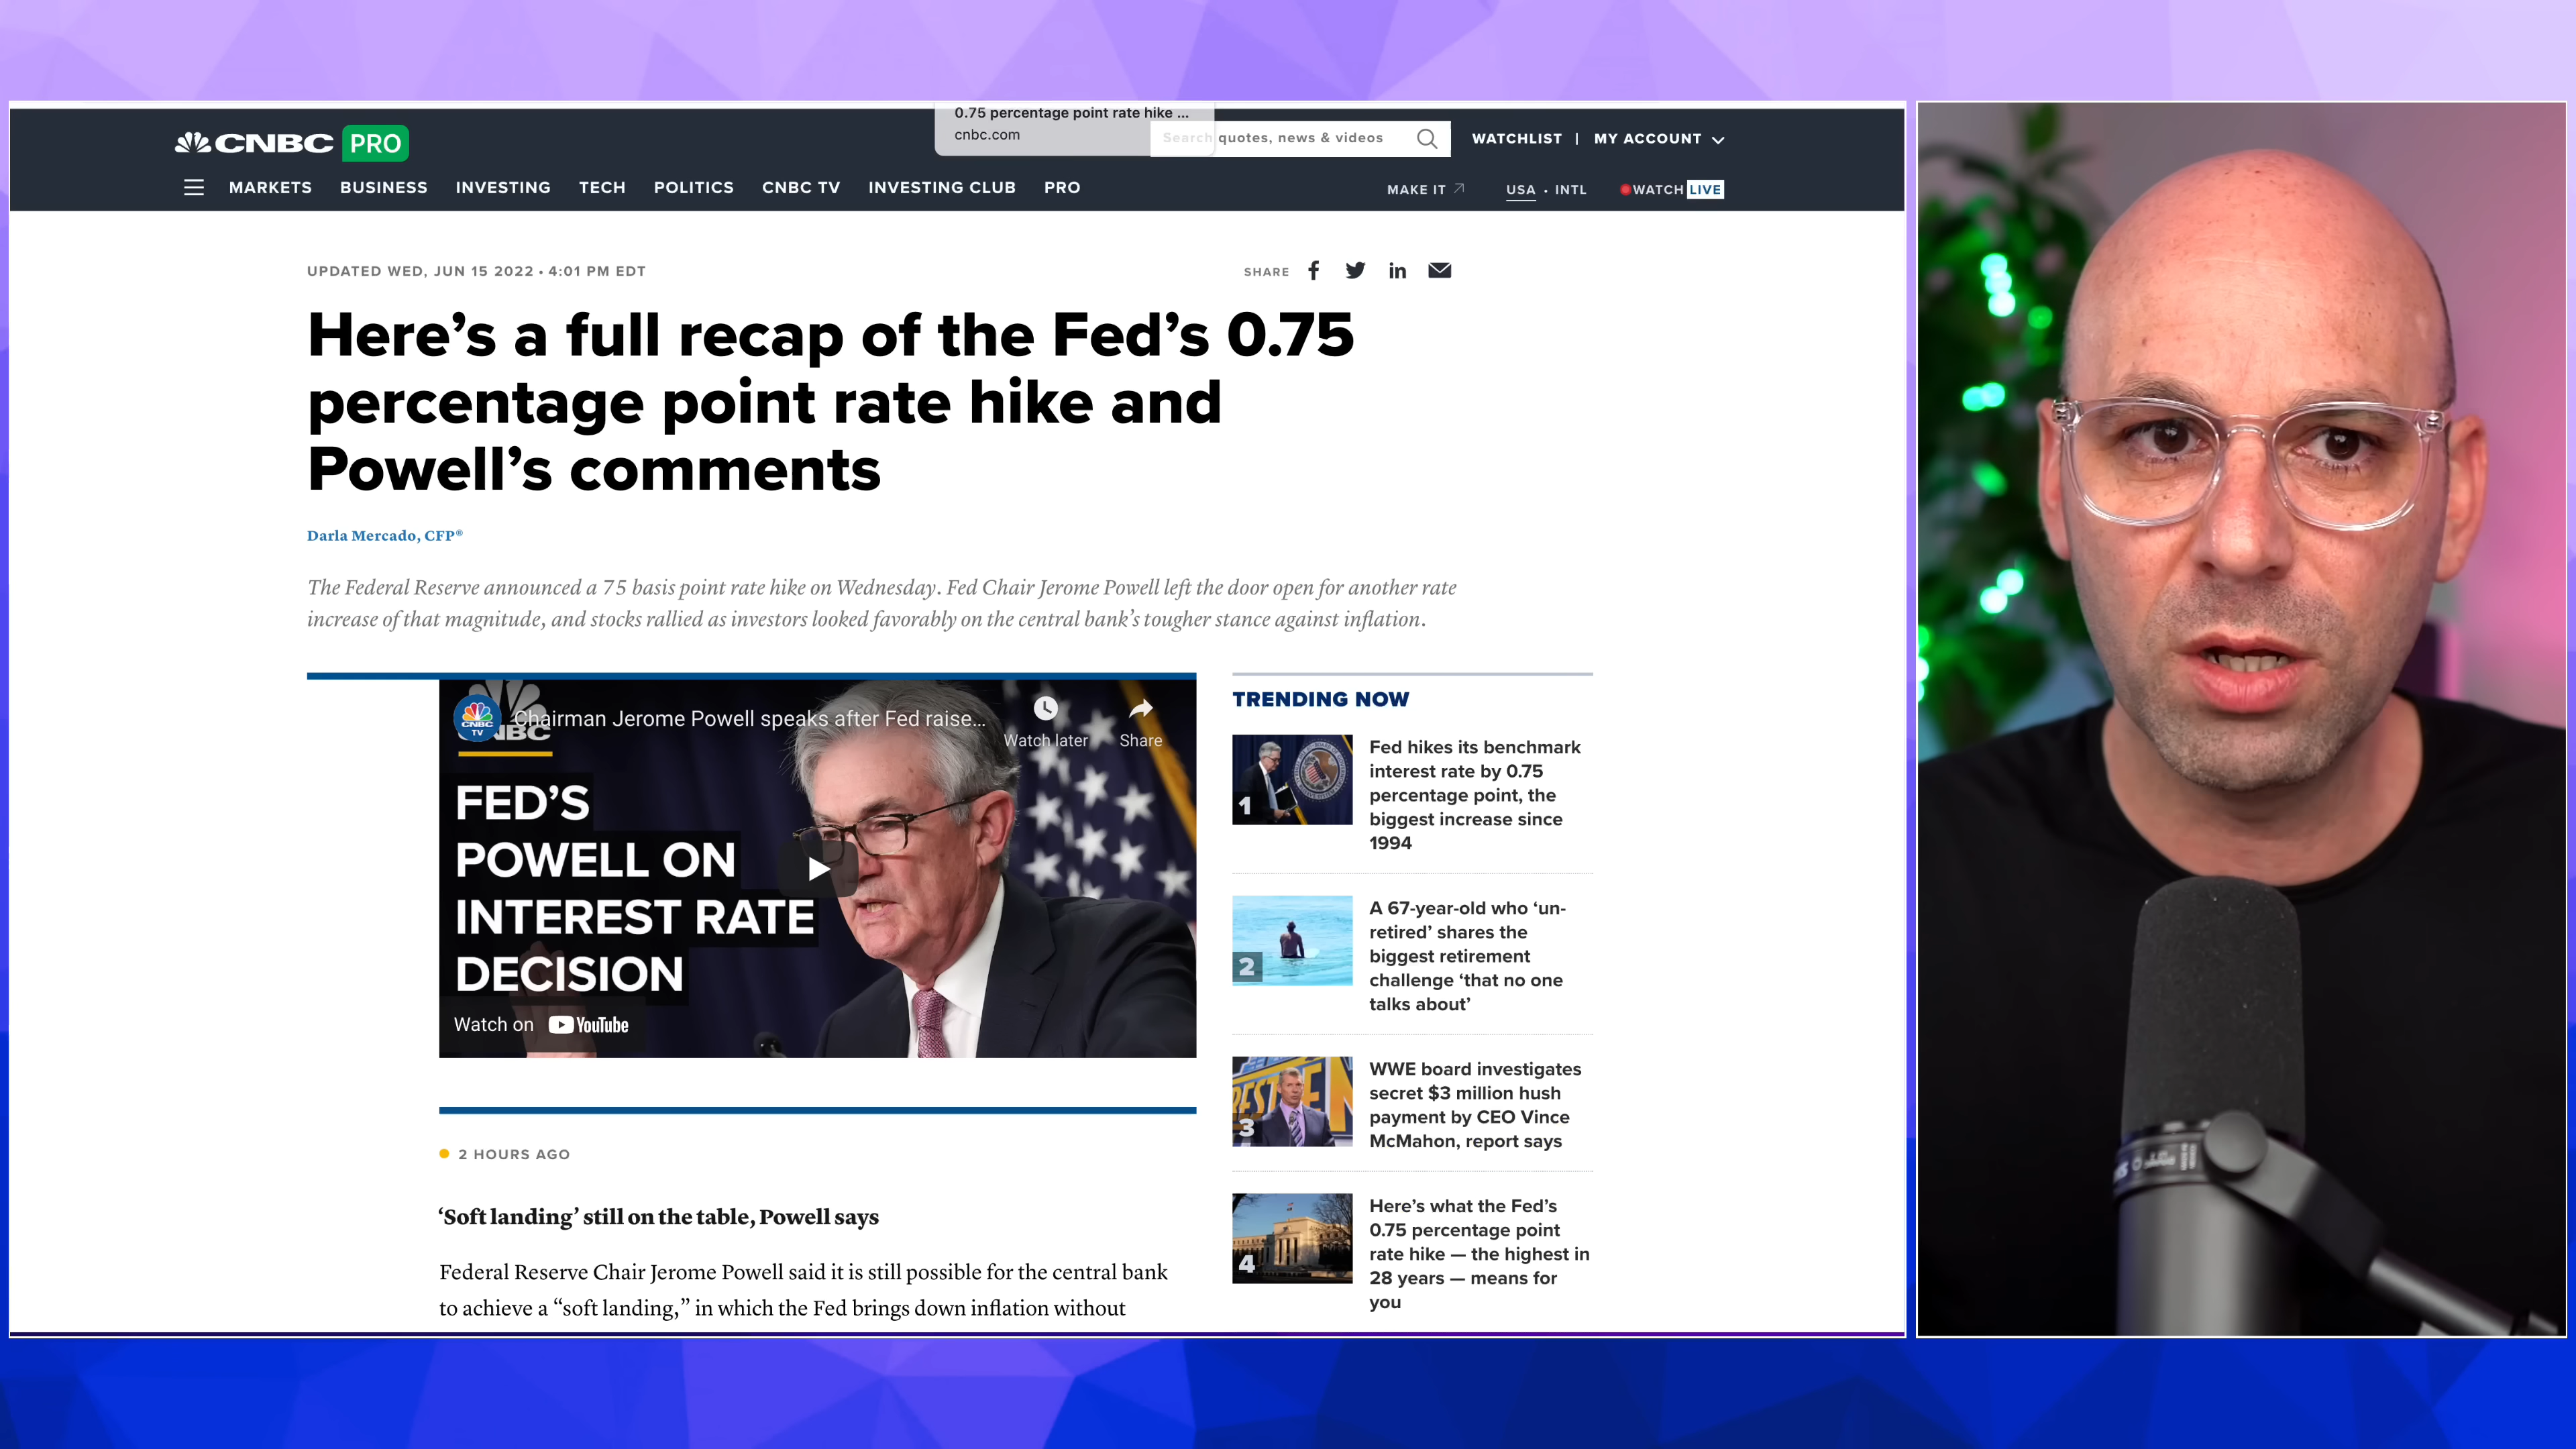 0.75 percentage point rate hike ...
cnbc.com
CNBC PRO
Search quotes, news & videos
WATCHLIST | MY ACCOUNT
MARKETS BUSINESS INVESTING TECH POLITICS CNBC TV INVESTING CLUB PRO
MAKE IT USA • INTL WATCH LIVE
UPDATED WED, JUN 15 2022 • 4:01 PM EDT
SHARE
Here’s a full recap of the Fed’s 0.75
percentage point rate hike and
Powell’s comments
Darla Mercado, CFP®
The Federal Reserve announced a 75 basis point rate hike on Wednesday. Fed Chair Jerome Powell left the door open for another rate
increase of that magnitude, and stocks rallied as investors looked favorably on the central bank’s tougher stance against inflation.
CNBC
TV
CNBC
Chairman Jerome Powell speaks after Fed raise...
Watch later
Share
FED’S
POWELL ON
INTEREST RATE
DECISION
Watch on YouTube
2 HOURS AGO
‘Soft landing’ still on the table, Powell says
Federal Reserve Chair Jerome Powell said it is still possible for the central bank
to achieve a “soft landing,” in which the Fed brings down inflation without
TRENDING NOW
1
Fed hikes its benchmark
interest rate by 0.75
percentage point, the
biggest increase since
1994
2
A 67-year-old who ‘un-
retired’ shares the
biggest retirement
challenge ‘that no one
talks about’
3
WWE board investigates
secret $3 million hush
payment by CEO Vince
McMahon, report says
4
Here’s what the Fed’s
0.75 percentage point
rate hike — the highest in
28 years — means for
you